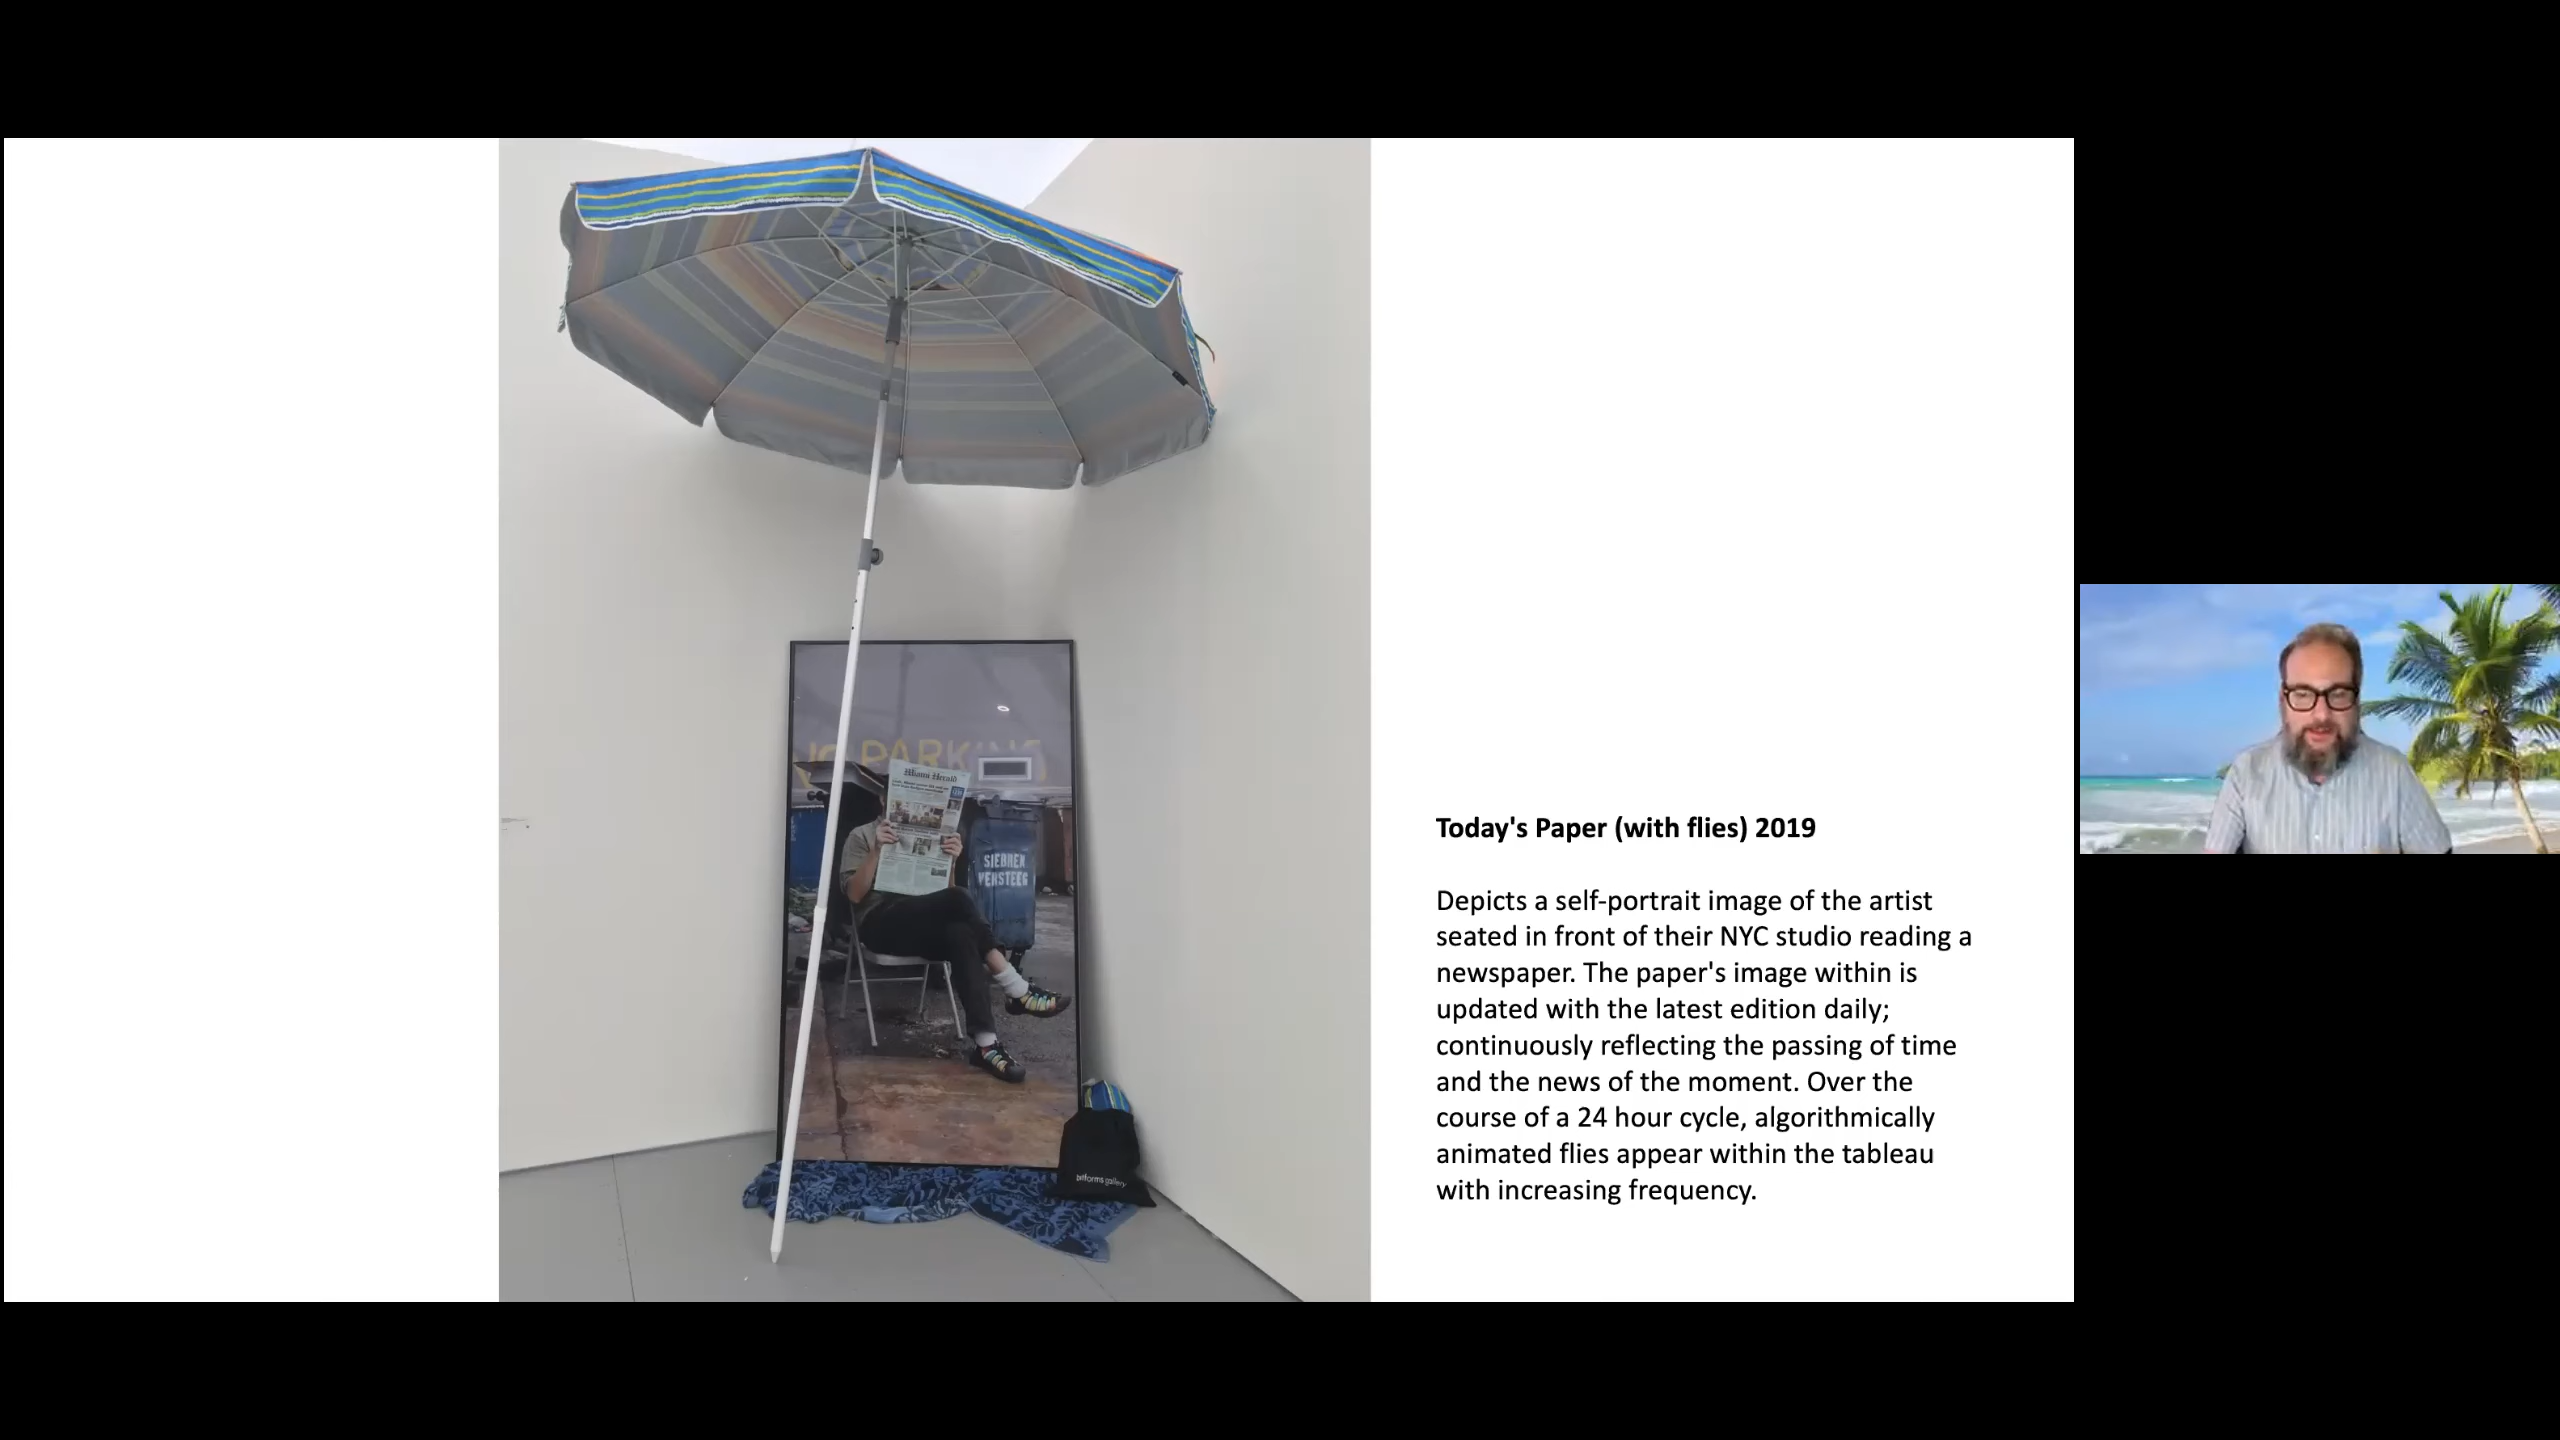 PARK
Miami Herald
SIEBREN
VERSTEEG
bitforms gallery
Today's Paper (with flies) 2019
Depicts a self-portrait image of the artist
seated in front of their NYC studio reading a
newspaper. The paper's image within is
updated with the latest edition daily;
continuously reflecting the passing of time
and the news of the moment. Over the
course of a 24 hour cycle, algorithmically
animated flies appear within the tableau
with increasing frequency.